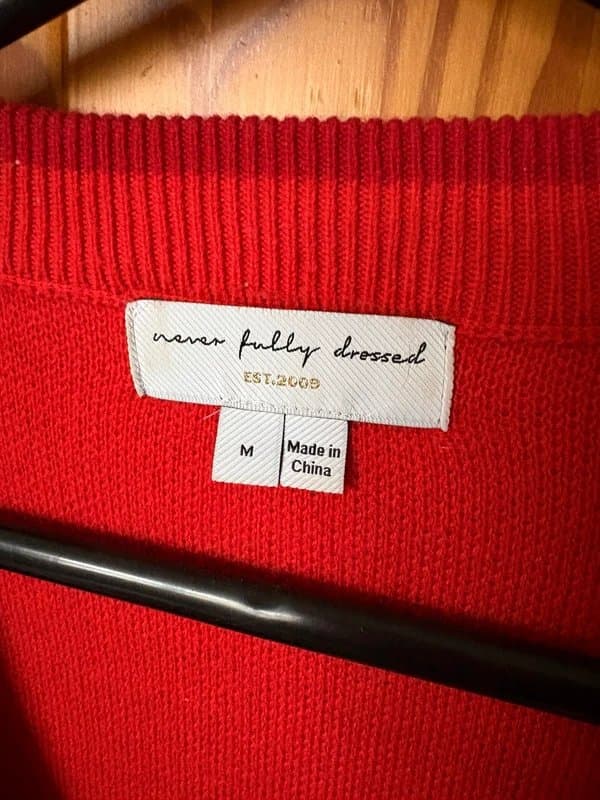 never fully dressed
EST.2009
M
Made in
China